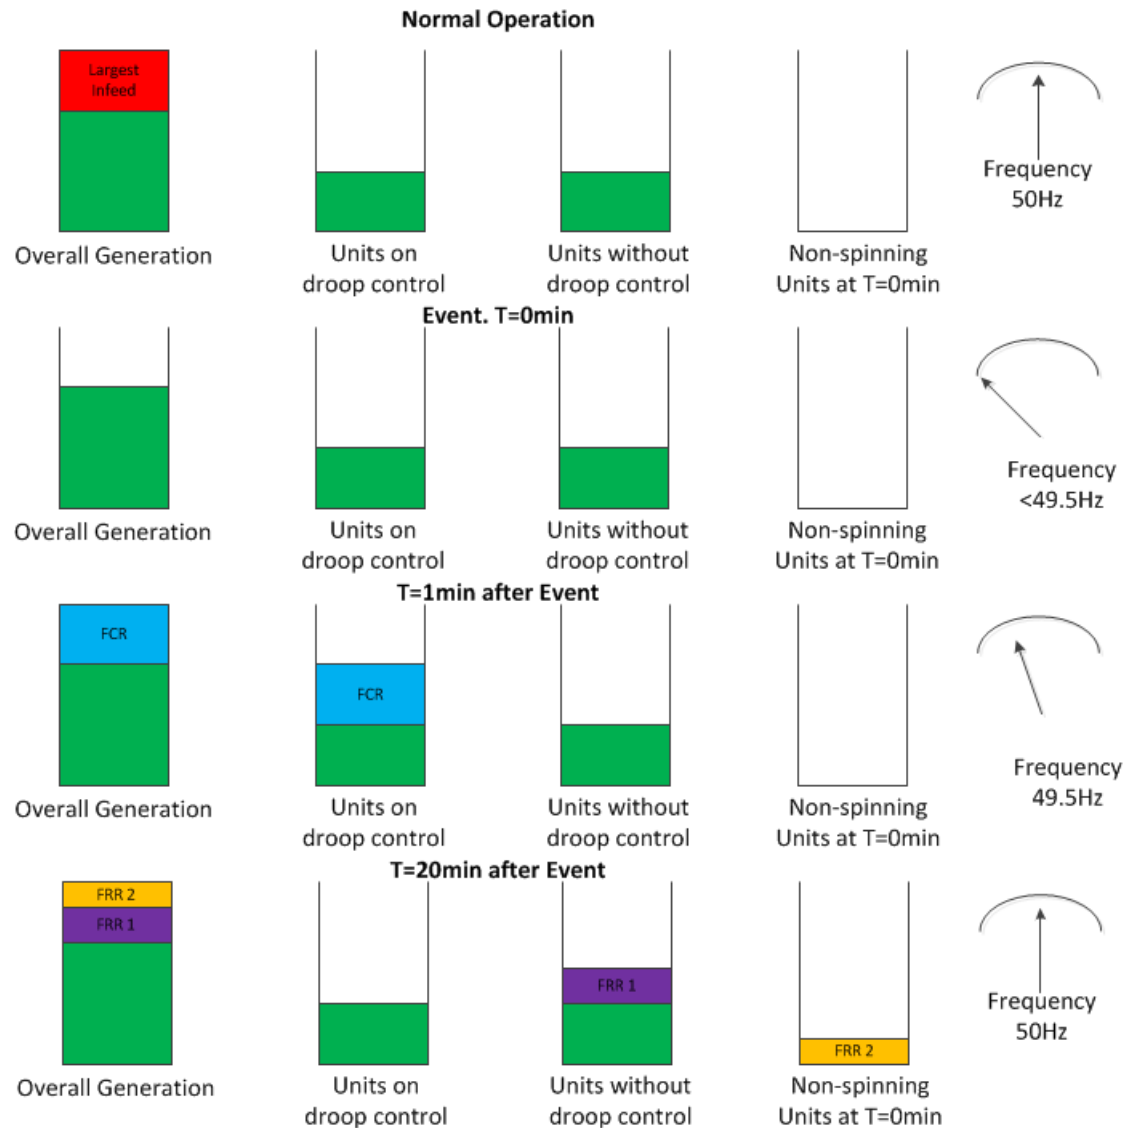 Normal Operation
Largest
Infeed
Overall Generation
Units on
droop control
Units without
droop control
Non-spinning
Units at T=0min
Frequency
50Hz
Event. T=0min
Overall Generation
Units on
droop control
Units without
droop control
Non-spinning
Units at T=0min
Frequency
<49.5Hz
T=1min after Event
FCR
Overall Generation
FCR
Units on
droop control
Units without
droop control
Non-spinning
Units at T=0min
Frequency
49.5Hz
T=20min after Event
FRR 2
FRR 1
Overall Generation
Units on
droop control
FRR 1
Units without
droop control
FRR 2
Non-spinning
Units at T=0min
Frequency
50Hz